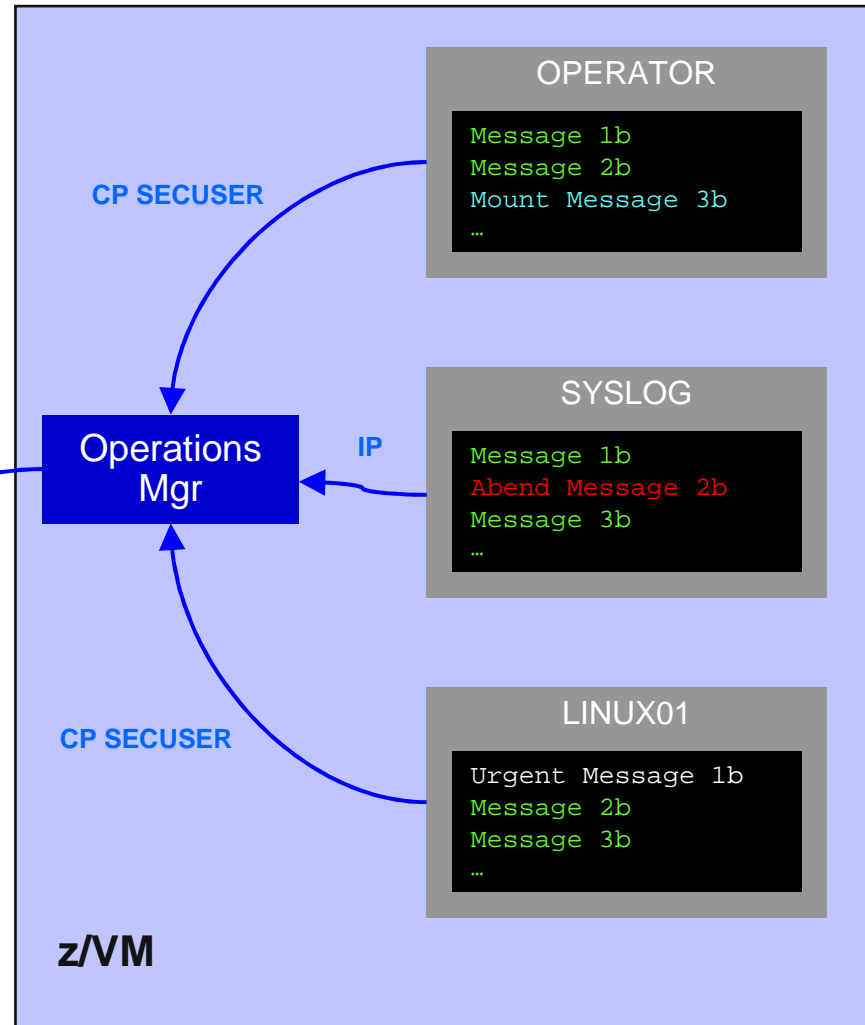 OPERATOR
Message 1b
Message 2b
Mount Message 3b
…
CP SECUSER
SYSLOG
Message 1b
Abend Message 2b
Message 3b
…
IP
Operations
Mgr
CP SECUSER
LINUX01
Urgent Message 1b
Message 2b
Message 3b
…
z/VM